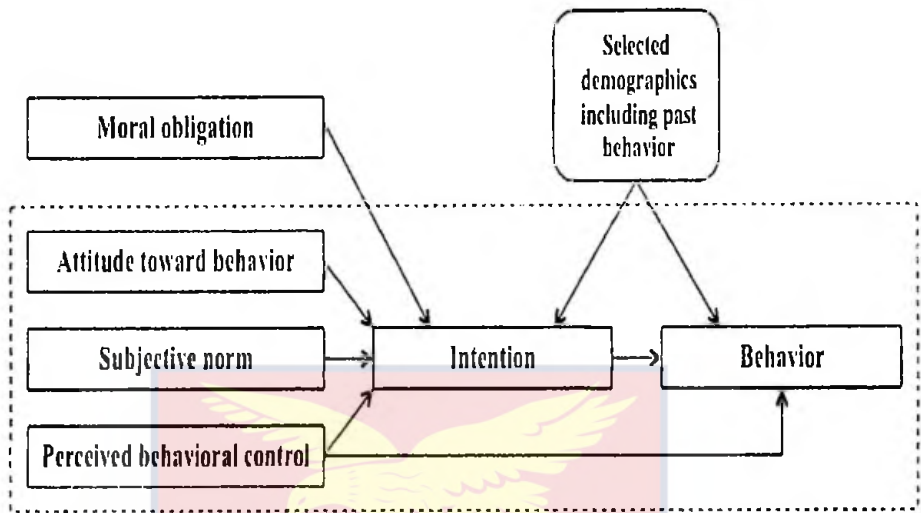 Selected
demographics
including past
behavior
Moral obligation
Attitude toward behavior
Subjective norm
Intention
Behavior
Perceived behavioral control